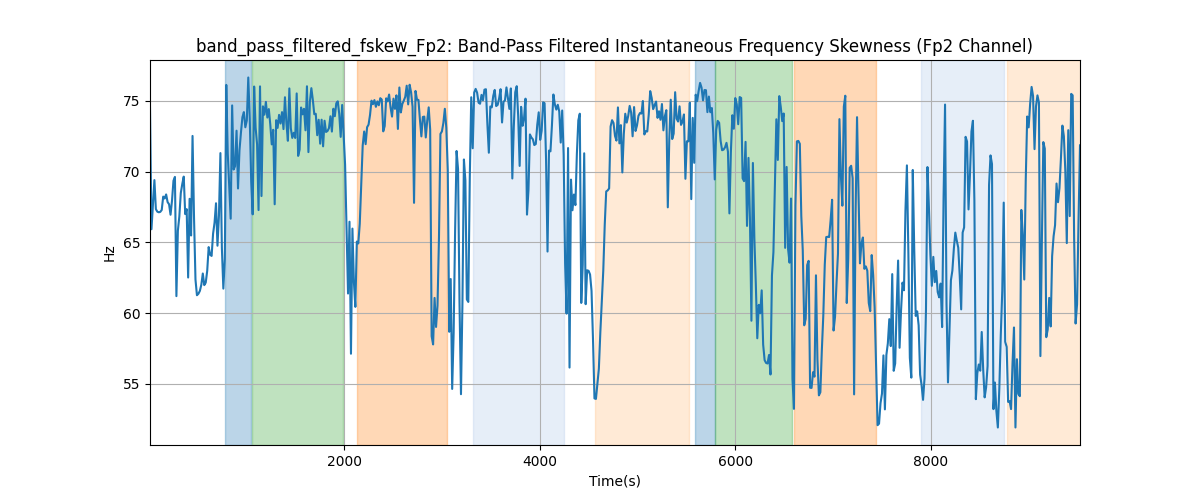 band_pass_filtered_fskew_Fp2: Band-Pass Filtered Instantaneous Frequency Skewness (Fp2 Channel)
75
70
65
60
55
Hz
2000 4000 6000 8000
Time(s)